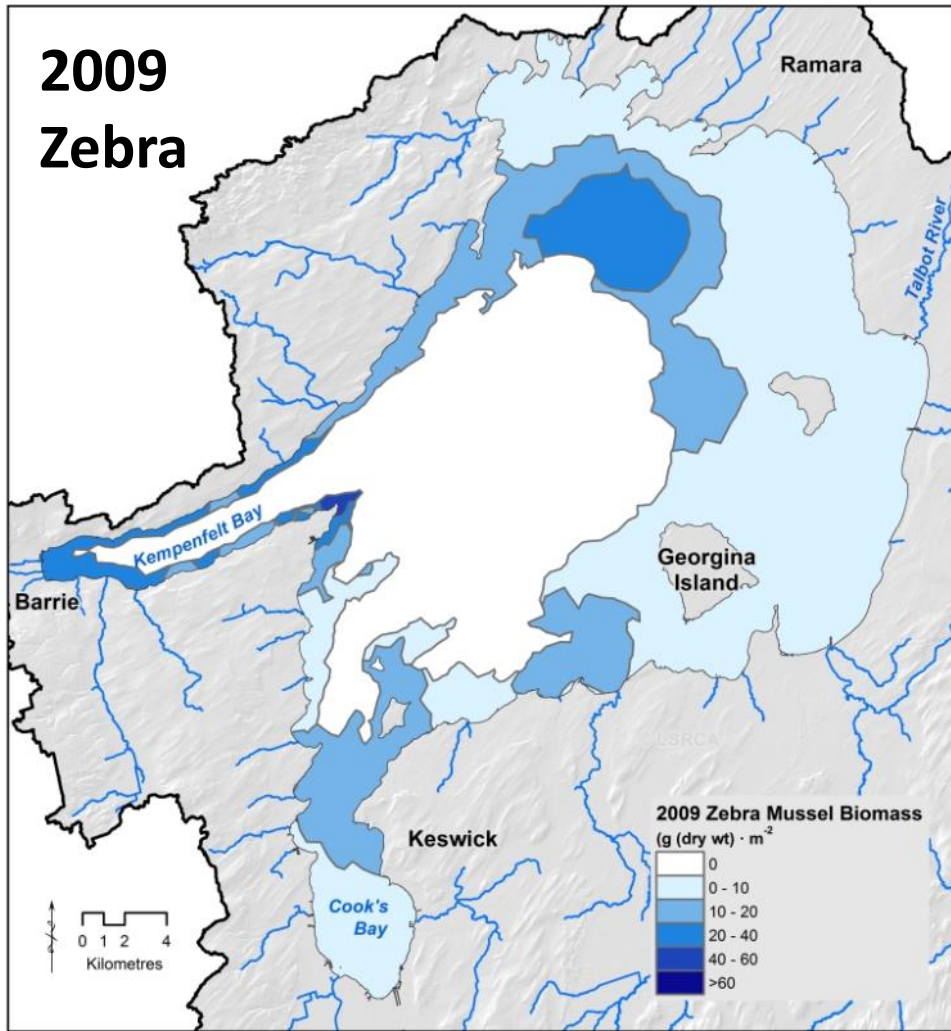 2009
Zebra
Ramara
Talbot River
Kempenfelt Bay
Barrie
Georgina
Island
LSRCA
Keswick
Cook's
Bay
0 1 2 4
Kilometres
2009 Zebra Mussel Biomass
(g (dry wt) · m⁻²
0
0 - 10
10 - 20
20 - 40
40 - 60
>60